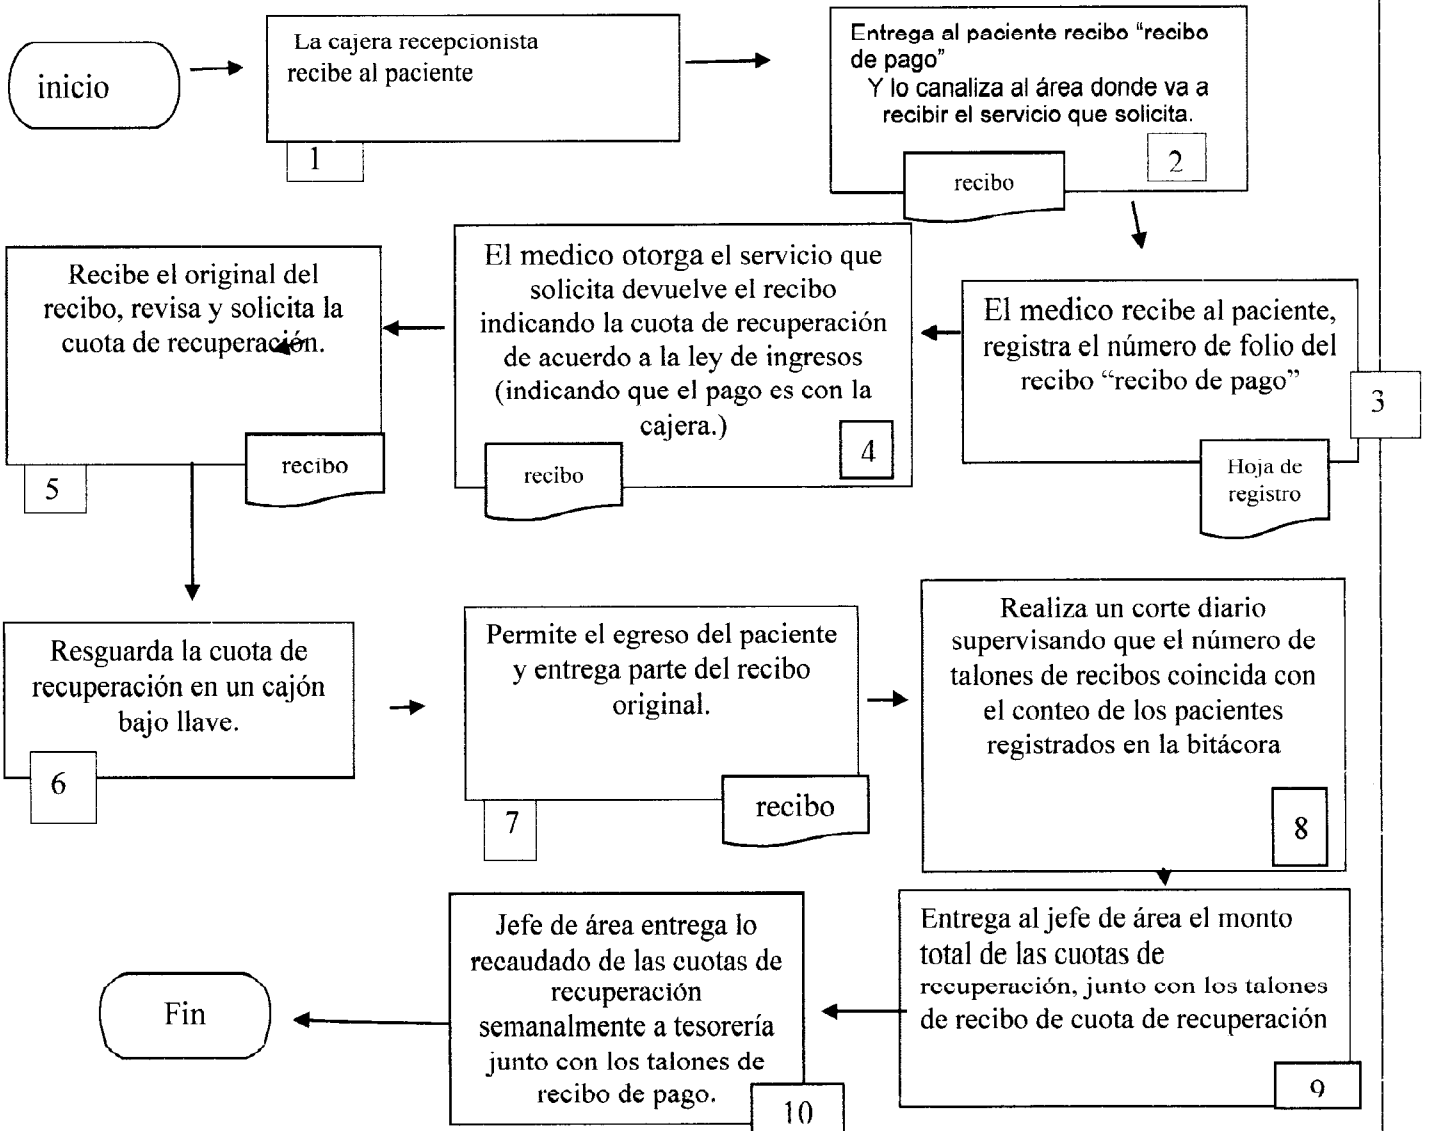 inicio
La cajera recepcionista
recibe al paciente
1
Entrega al paciente recibo “recibo
de pago”
Y lo canaliza al área donde va a
recibir el servicio que solicita.
2
recibo
El medico recibe al paciente,
registra el número de folio del
recibo “recibo de pago”
3
Hoja de
registro
El medico otorga el servicio que
solicita devuelve el recibo
indicando la cuota de recuperación
de acuerdo a la ley de ingresos
(indicando que el pago es con la
cajera.)
4
recibo
Recibe el original del
recibo, revisa y solicita la
cuota de recuperación.
recibo
5
Resguarda la cuota de
recuperación en un cajón
bajo llave.
6
Permite el egreso del paciente
y entrega parte del recibo
original.
recibo
7
Realiza un corte diario
supervisando que el número de
talones de recibos coincida con
el conteo de los pacientes
registrados en la bitácora
8
Entrega al jefe de área el monto
total de las cuotas de
recuperación, junto con los talones
de recibo de cuota de recuperación
9
Jefe de área entrega lo
recaudado de las cuotas de
recuperación
semanalmente a tesorería
junto con los talones de
recibo de pago.
10
Fin